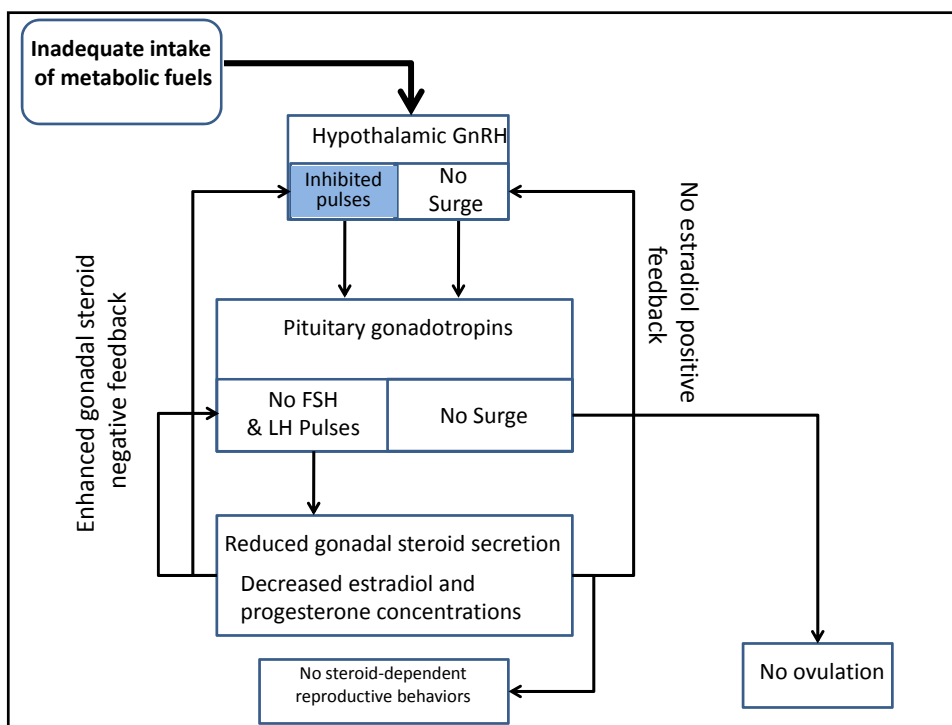 Inadequate intake
of metabolic fuels
Hypothalamic GnRH
Inhibited
pulses
No
Surge
Enhanced gonadal steroid
negative feedback
No estradiol positive
feedback
Pituitary gonadotropins
No FSH
& LH Pulses
No Surge
Reduced gonadal steroid secretion
Decreased estradiol and
progesterone concentrations
No steroid-dependent
reproductive behaviors
No ovulation